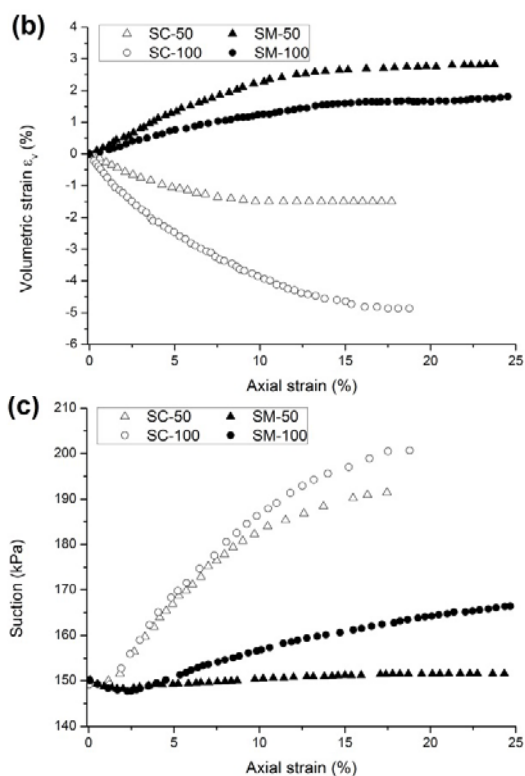 (b)
SC-50 SM-50
SC-100 SM-100
4
3
2
1
0
-1
-2
-3
-4
-5
-6
Volumetric strain εv (%)
0 5 10 15 20 25
Axial strain (%)
(c)
SC-50 SM-50
SC-100 SM-100
210
200
190
180
170
160
150
140
Suction (kPa)
0 5 10 15 20 25
Axial strain (%)